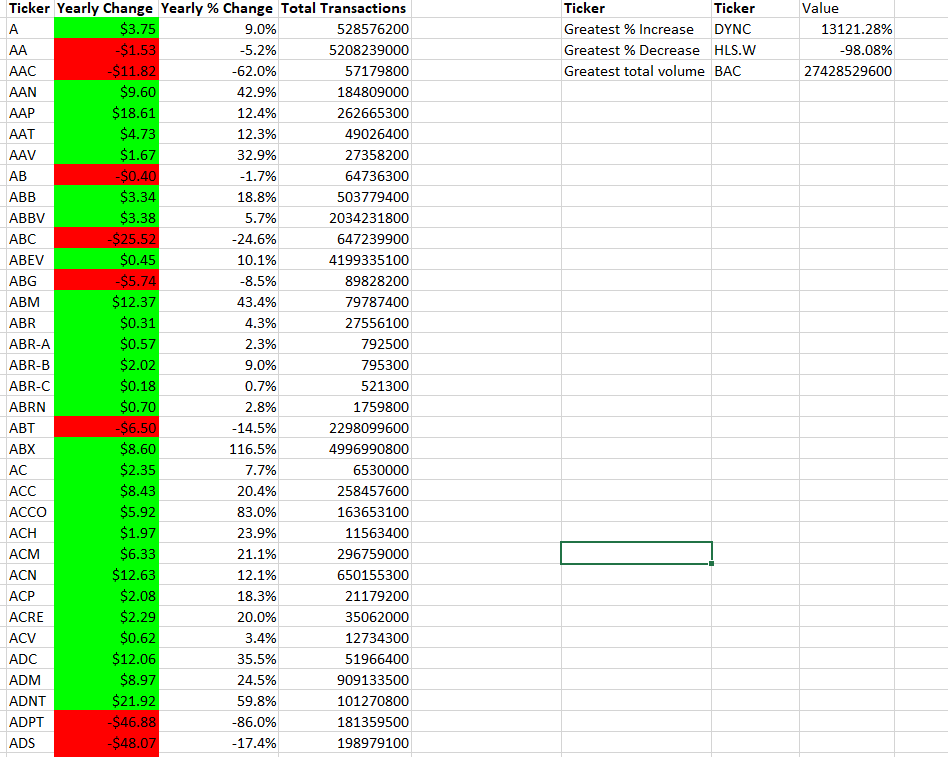 Ticker Yearly Change Yearly % Change Total Transactions Ticker Ticker Value
A $3.75 9.0% 528576200 Greatest % Increase DYNC 13121.28%
AA -$1.53 -5.2% 5208239000 Greatest % Decrease HLS.W -98.08%
AAC -$11.82 -62.0% 57179800 Greatest total volume BAC 27428529600
AAN $9.60 42.9% 184809000
AAP $18.61 12.4% 262665300
AAT $4.73 12.3% 49026400
AAV $1.67 32.9% 27358200
AB -$0.40 -1.7% 64736300
ABB $3.34 18.8% 503779400
ABBV $3.38 5.7% 2034231800
ABC -$25.52 -24.6% 647239900
ABEV $0.45 10.1% 4199335100
ABG -$5.74 -8.5% 89828200
ABM $12.37 43.4% 79787400
ABR $0.31 4.3% 27556100
ABR-A $0.57 2.3% 792500
ABR-B $2.02 9.0% 795300
ABR-C $0.18 0.7% 521300
ABRN $0.70 2.8% 1759800
ABT -$6.50 -14.5% 2298099600
ABX $8.60 116.5% 4996990800
AC $2.35 7.7% 6530000
ACC $8.43 20.4% 258457600
ACCO $5.92 83.0% 163653100
ACH $1.97 23.9% 11563400
ACM $6.33 21.1% 296759000
ACN $12.63 12.1% 650155300
ACP $2.08 18.3% 21179200
ACRE $2.29 20.0% 35062000
ACV $0.62 3.4% 12734300
ADC $12.06 35.5% 51966400
ADM $8.97 24.5% 909133500
ADNT $21.92 59.8% 101270800
ADPT -$46.88 -86.0% 181359500
ADS -$48.07 -17.4% 198979100